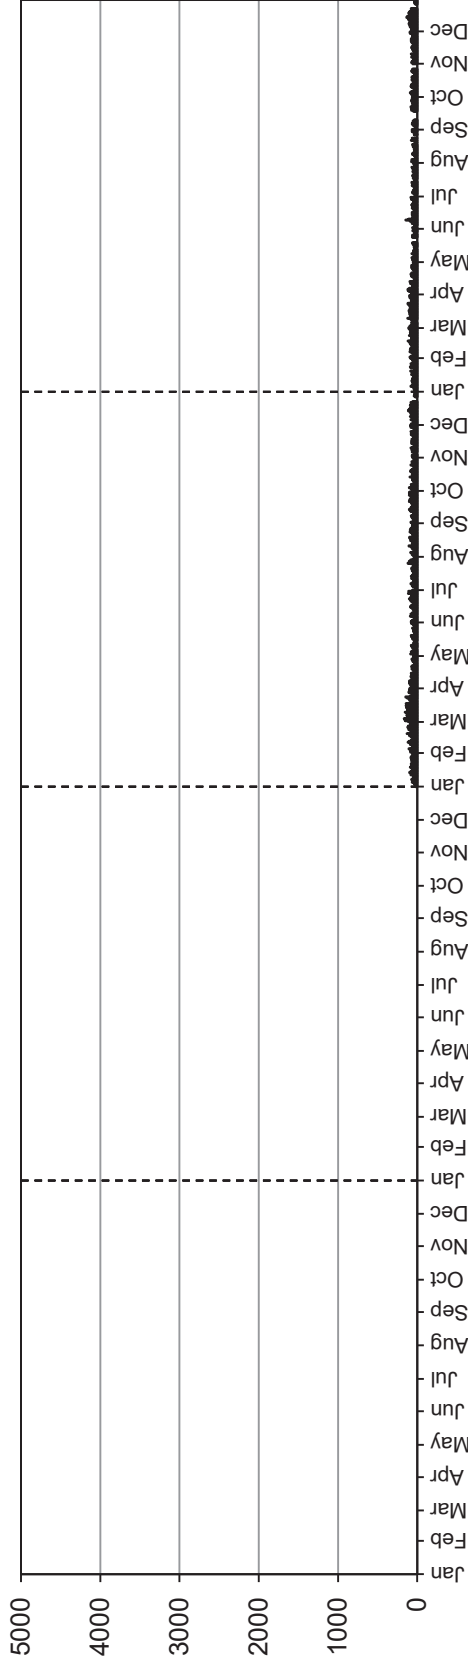 5000
4000
3000
2000
1000
0
Jan
Feb
Mar
Apr
May
Jun
Jul
Aug
Sep
Oct
Nov
Dec
Jan
Feb
Mar
Apr
May
Jun
Jul
Aug
Sep
Oct
Nov
Dec
Jan
Feb
Mar
Apr
May
Jun
Jul
Aug
Sep
Oct
Nov
Dec
Jan
Feb
Mar
Apr
May
Jun
Jul
Aug
Sep
Oct
Nov
Dec